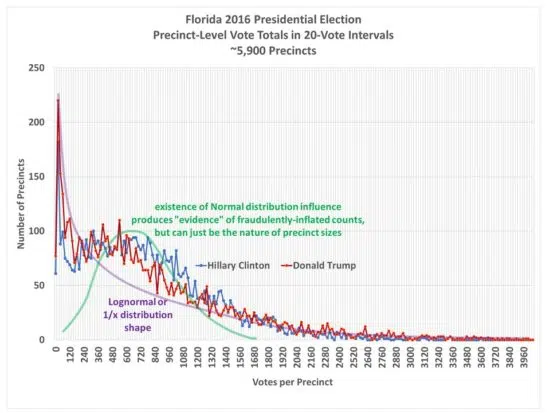 Florida 2016 Presidential Election
Precinct-Level Vote Totals in 20-Vote Intervals
~5,900 Precincts
250
200
150
100
50
0
Number of Precincts
existence of Normal distribution influence
produces "evidence" of fraudulently-inflated counts,
but can just be the nature of precinct sizes
Hillary Clinton Donald Trump
Lognormal or
1/x distribution
shape
0 120 240 360 480 600 720 840 960 1080 1200 1320 1440 1560 1680 1800 1920 2040 2160 2280 2400 2520 2640 2760 2880 3000 3120 3240 3360 3480 3600 3720 3840 3960
Votes per Precinct